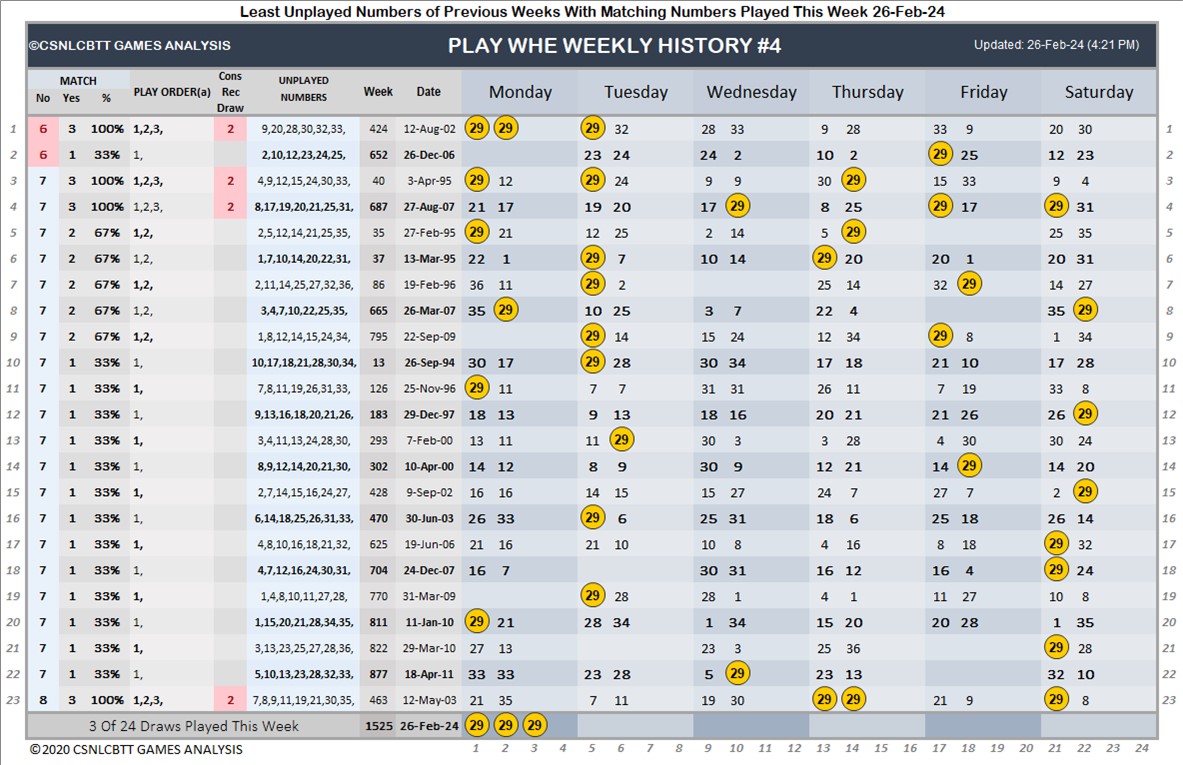 Least Unplayed Numbers of Previous Weeks With Matching Numbers Played This Week 26-Feb-24
©CSNLCBTT GAMES ANALYSIS PLAY WHE WEEKLY HISTORY #4 Updated: 26-Feb-24 (4:21 PM)
MATCH
No Yes % PLAY ORDER(a) Cons Rec Draw UNPLAYED NUMBERS Week Date Monday Tuesday Wednesday Thursday Friday Saturday
1 6 3 100% 1,2,3, 2 9,20,28,30,32,33, 424 12-Aug-02 29 29 29 32 28 33 9 28 33 9 20 30 1
2 6 1 33% 1, 2,10,12,23,24,25, 652 26-Dec-06 23 24 24 2 10 2 29 25 12 23 2
3 7 3 100% 1,2,3, 2 4,9,12,15,24,30,33, 40 3-Apr-95 29 12 29 24 9 9 30 29 15 33 9 4 3
4 7 3 100% 1,2,3, 2 8,17,19,20,21,25,31, 687 27-Aug-07 21 17 19 20 17 29 8 25 29 17 29 31 4
5 7 2 67% 1,2, 2,5,12,14,21,25,35, 35 27-Feb-95 29 21 12 25 2 14 5 29 25 35 5
6 7 2 67% 1,2, 1,7,10,14,20,22,31, 37 13-Mar-95 22 1 29 7 10 14 29 20 20 1 20 31 6
7 7 2 67% 1,2, 2,11,14,25,27,32,36, 86 19-Feb-96 36 11 29 2 25 14 32 29 14 27 7
8 7 2 67% 1,2, 3,4,7,10,22,25,35, 665 26-Mar-07 35 29 10 25 3 7 22 4 35 29 8
9 7 2 67% 1,2, 1,8,12,14,15,24,34, 795 22-Sep-09 29 14 15 24 12 34 29 8 1 34 9
10 7 1 33% 1, 10,17,18,21,28,30,34, 13 26-Sep-94 30 17 29 28 30 34 17 18 21 10 17 28 10
11 7 1 33% 1, 7,8,11,19,26,31,33, 126 25-Nov-96 29 11 7 7 31 31 26 11 7 19 33 8 11
12 7 1 33% 1, 9,13,16,18,20,21,26, 183 29-Dec-97 18 13 9 13 18 16 20 21 21 26 26 29 12
13 7 1 33% 1, 3,4,11,13,24,28,30, 293 7-Feb-00 13 11 11 29 30 3 3 28 4 30 30 24 13
14 7 1 33% 1, 8,9,12,14,20,21,30, 302 10-Apr-00 14 12 8 9 30 9 12 21 14 29 14 20 14
15 7 1 33% 1, 2,7,14,15,16,24,27, 428 9-Sep-02 16 16 14 15 15 27 24 7 27 7 2 29 15
16 7 1 33% 1, 6,14,18,25,26,31,33, 470 30-Jun-03 26 33 29 6 25 31 18 6 25 18 26 14 16
17 7 1 33% 1, 4,8,10,16,18,21,32, 625 19-Jun-06 21 16 21 10 10 8 4 16 8 18 29 32 17
18 7 1 33% 1, 4,7,12,16,24,30,31, 704 24-Dec-07 16 7 30 31 16 12 16 4 29 24 18
19 7 1 33% 1, 1,4,8,10,11,27,28, 770 31-Mar-09 29 28 28 1 4 1 11 27 10 8 19
20 7 1 33% 1, 1,15,20,21,28,34,35, 811 11-Jan-10 29 21 28 34 1 34 15 20 20 28 1 35 20
21 7 1 33% 1, 3,13,23,25,27,28,36, 822 29-Mar-10 27 13 23 3 25 36 29 28 21
22 7 1 33% 1, 5,10,13,23,28,32,33, 877 18-Apr-11 33 33 23 28 5 29 23 13 32 10 22
23 8 3 100% 1,2,3, 2 7,8,9,11,19,21,30,35, 463 12-May-03 21 35 7 11 19 30 29 29 21 9 29 8 23
3 Of 24 Draws Played This Week 1525 26-Feb-24 29 29 29
©2020 CSNLCBTT GAMES ANALYSIS 1 2 3 4 5 6 7 8 9 10 11 12 13 14 15 16 17 18 19 20 21 22 23 24